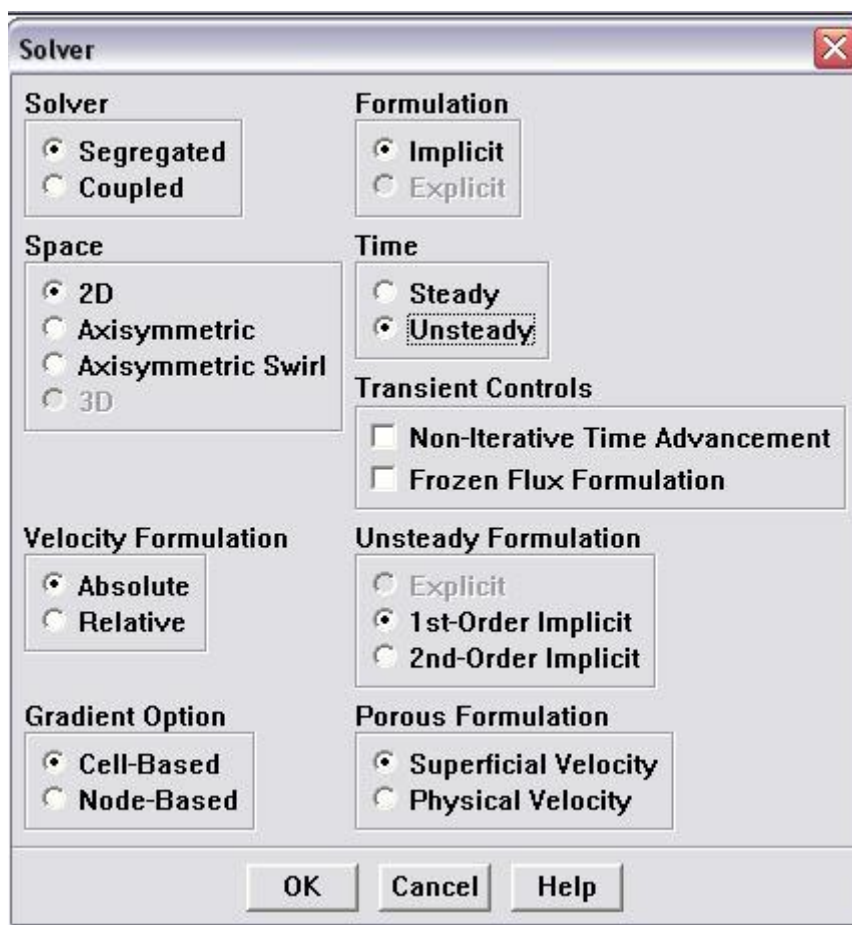 Solver
Solver
Segregated
Coupled
Formulation
Implicit
Explicit
Space
2D
Axisymmetric
Axisymmetric Swirl
3D
Time
Steady
Unsteady
Transient Controls
Non-Iterative Time Advancement
Frozen Flux Formulation
Velocity Formulation
Absolute
Relative
Unsteady Formulation
Explicit
1st-Order Implicit
2nd-Order Implicit
Gradient Option
Cell-Based
Node-Based
Porous Formulation
Superficial Velocity
Physical Velocity
OK
Cancel
Help